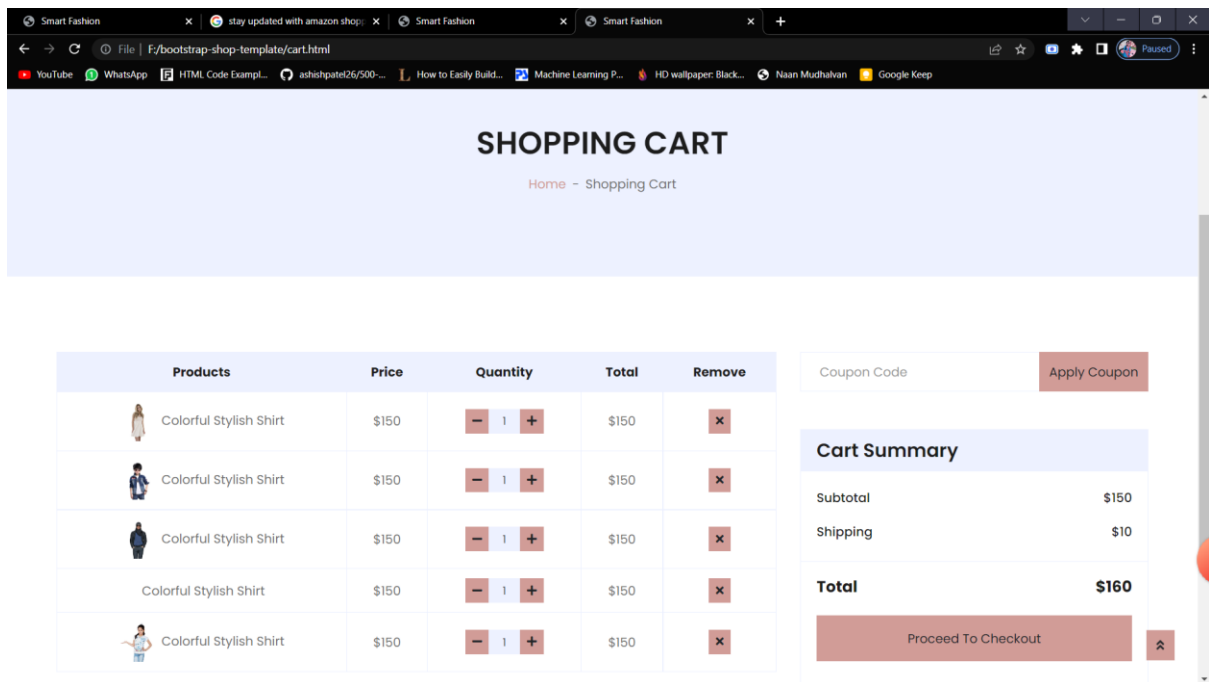 Smart Fashion
stay updated with amazon shopp
Smart Fashion
Smart Fashion
File | F:/bootstrap-shop-template/cart.html
Paused
YouTube WhatsApp HTML Code Exampl... ashishpatel26/500-... How to Easily Build... Machine Learning P... HD wallpaper: Black... Naan Mudhalvan Google Keep
SHOPPING CART
Home - Shopping Cart
Products Price Quantity Total Remove
Colorful Stylish Shirt $150 − 1 + $150 ×
Colorful Stylish Shirt $150 − 1 + $150 ×
Colorful Stylish Shirt $150 − 1 + $150 ×
Colorful Stylish Shirt $150 − 1 + $150 ×
Colorful Stylish Shirt $150 − 1 + $150 ×
Coupon Code Apply Coupon
Cart Summary
Subtotal $150
Shipping $10
Total $160
Proceed To Checkout